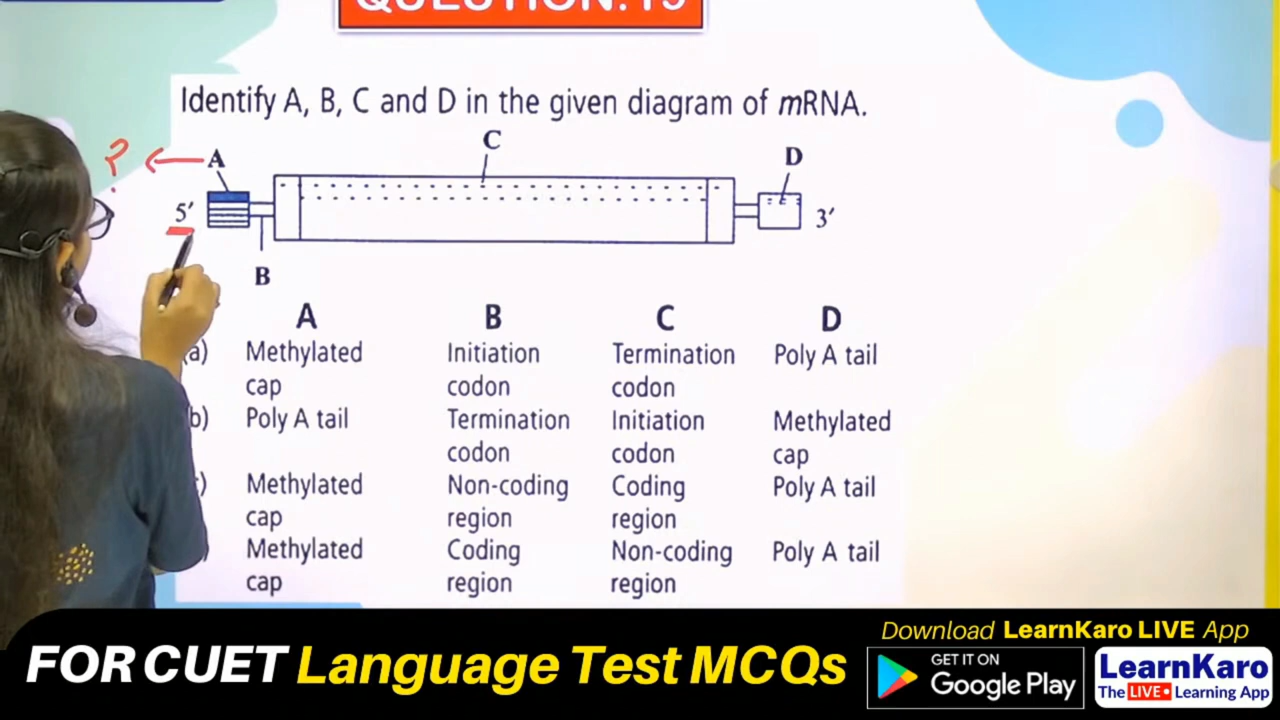 QUESTION:19
Identify A, B, C and D in the given diagram of mRNA.
C
? A D
5′ 3′
B
A B C D
(a) Methylated cap Initiation codon Termination codon Poly A tail
b) Poly A tail Termination codon Initiation codon Methylated cap
) Methylated cap Non-coding region Coding region Poly A tail
) Methylated cap Coding region Non-coding region Poly A tail
FOR CUET Language Test MCQs
Download LearnKaro LIVE App
GET IT ON
Google Play
LearnKaro
The LIVE Learning App